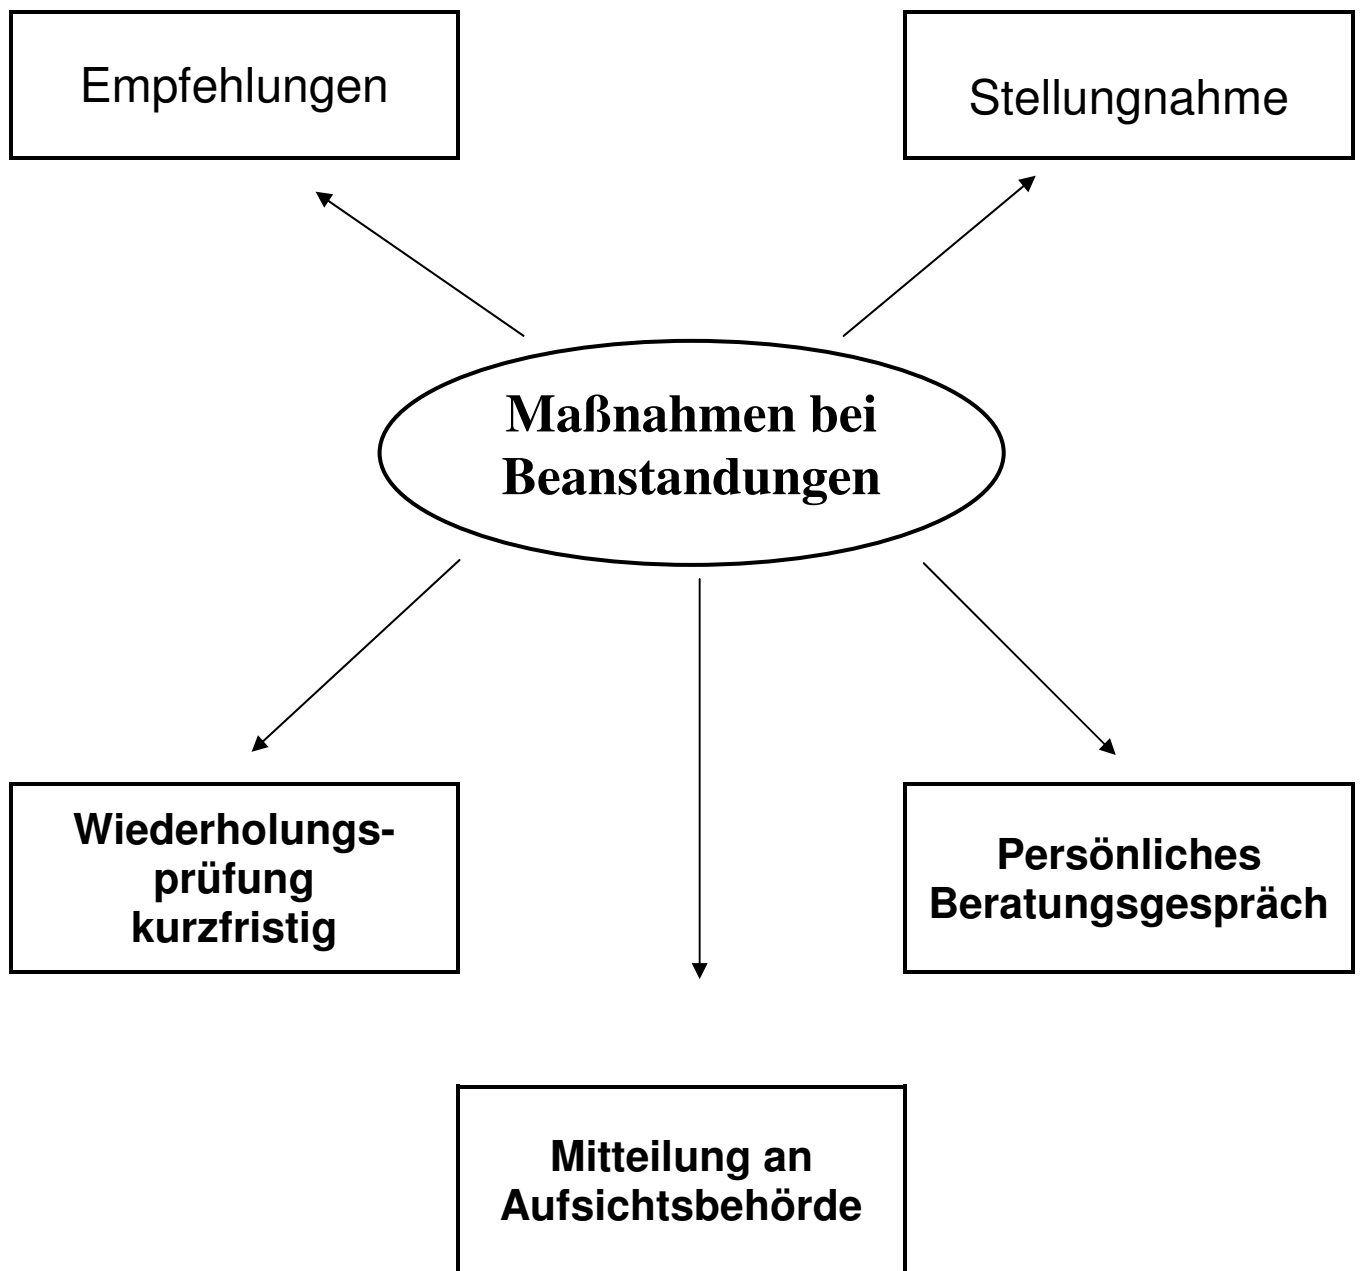 Empfehlungen
Stellungnahme
Maßnahmen bei
Beanstandungen
Wiederholungs-
prüfung
kurzfristig
Persönliches
Beratungsgespräch
Mitteilung an
Aufsichtsbehörde